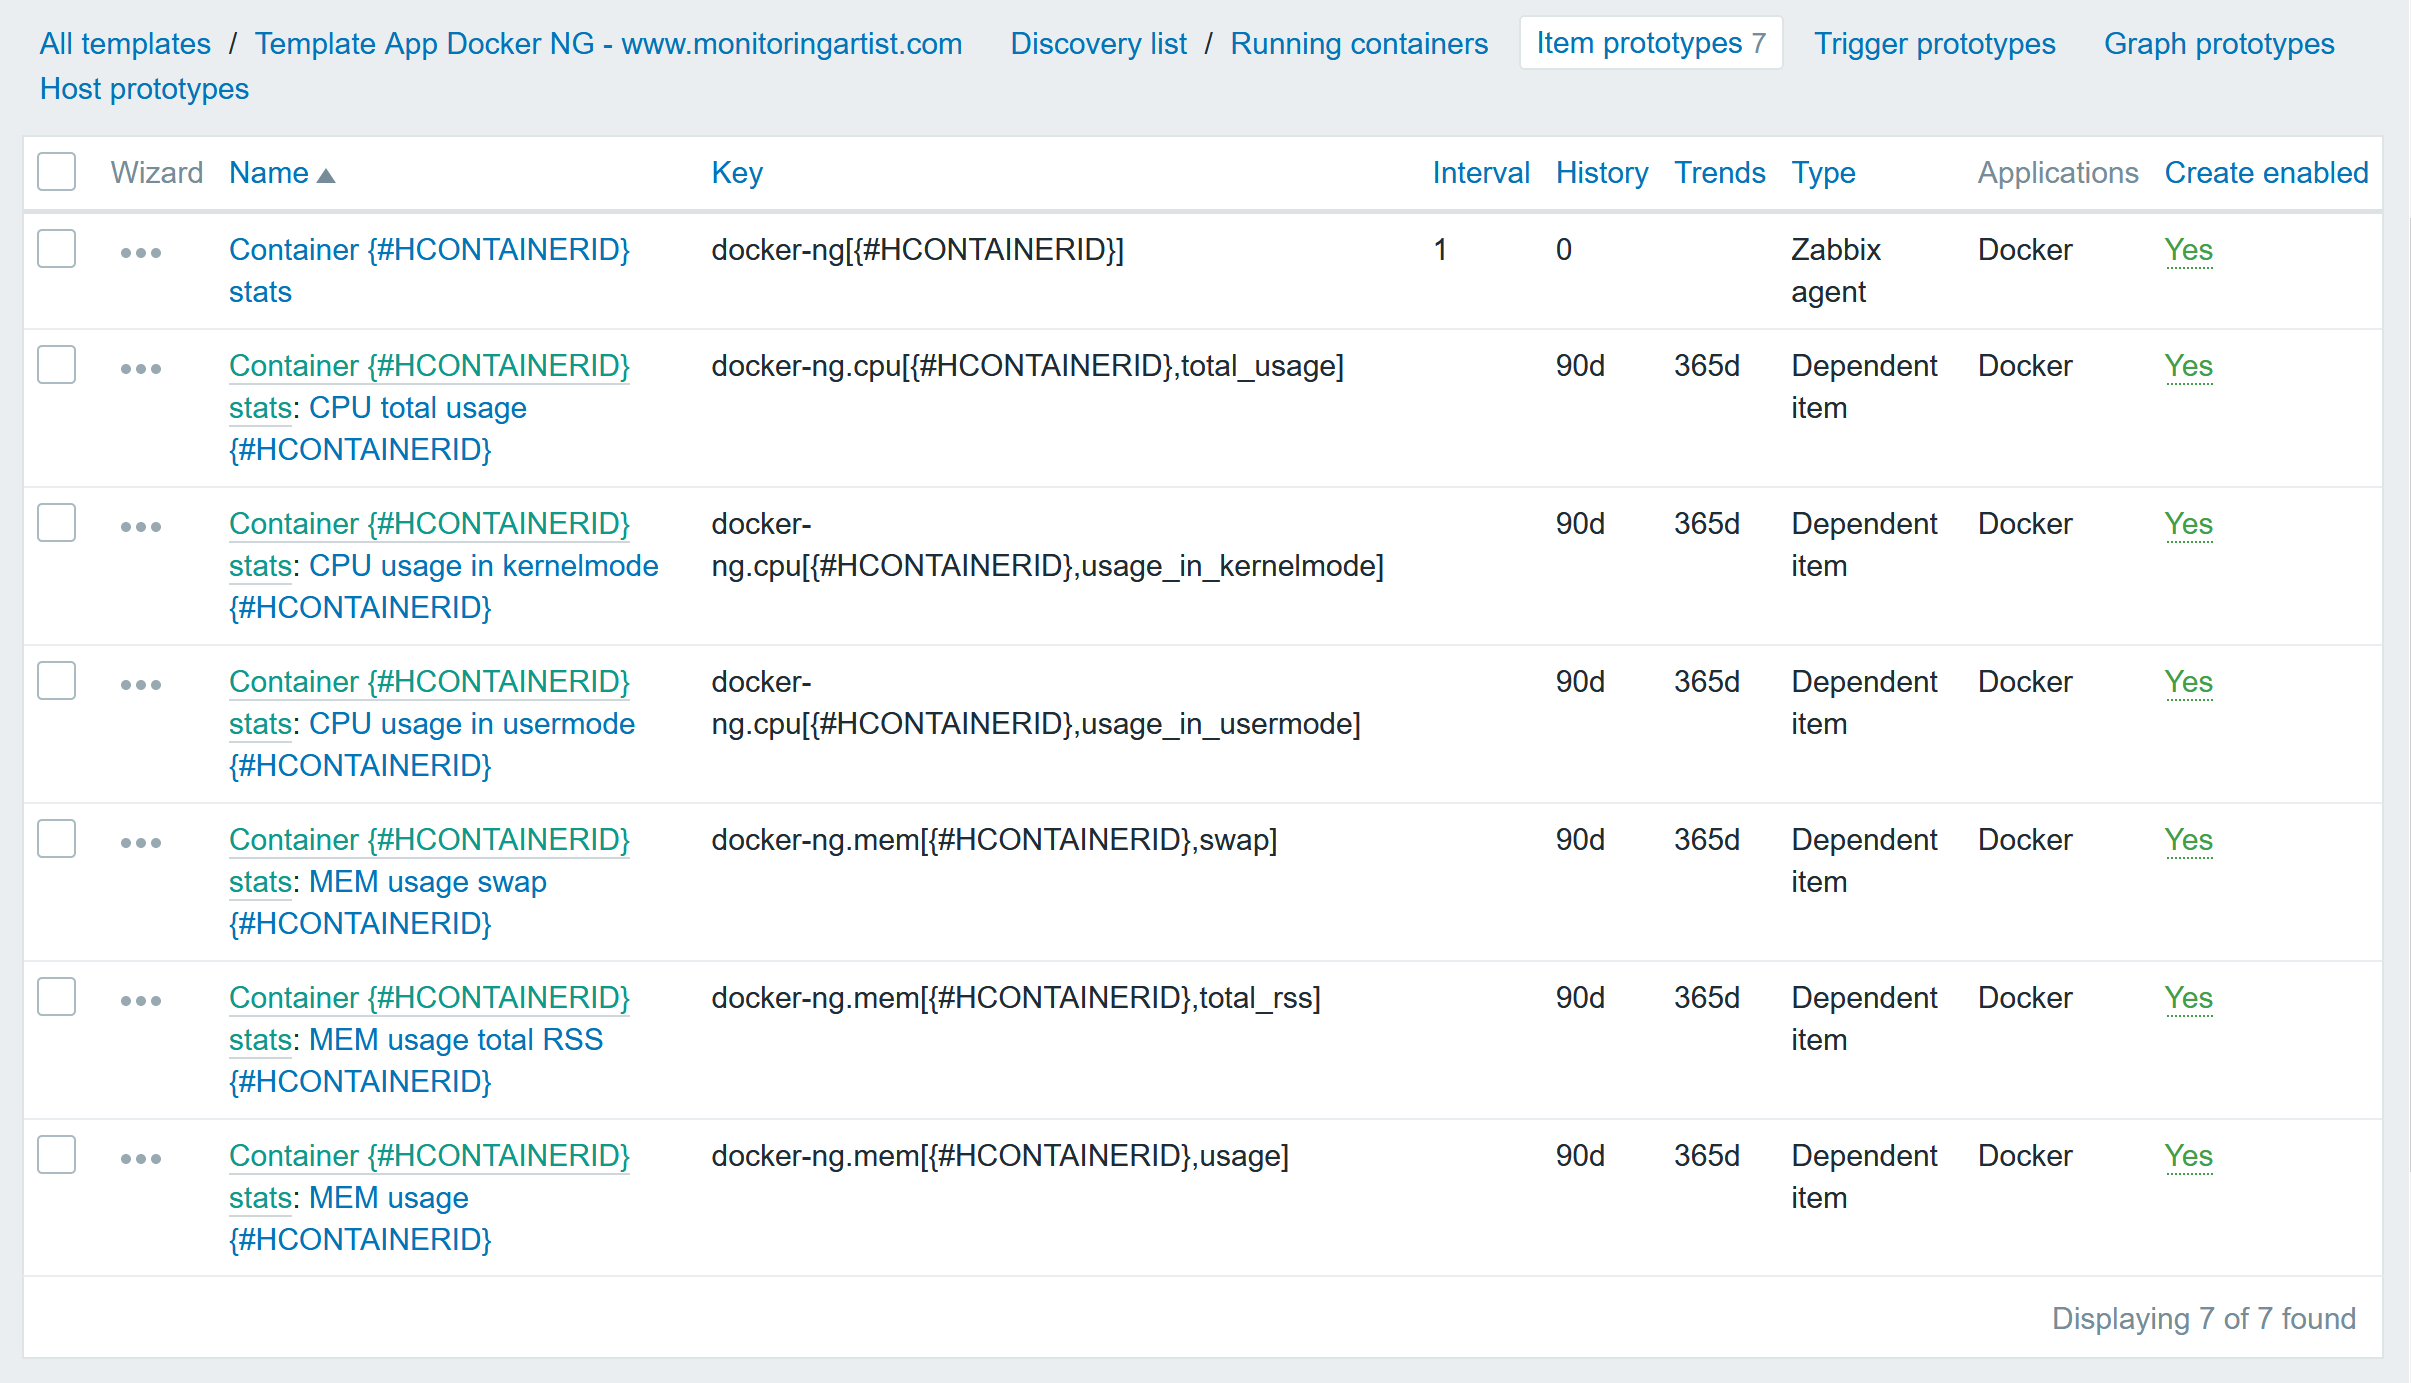 All templates / Template App Docker NG - www.monitoringartist.com Discovery list / Running containers Item prototypes 7 Trigger prototypes Graph prototypes
Host prototypes
Wizard Name Key Interval History Trends Type Applications Create enabled
Container {#HCONTAINERID} docker-ng[{#HCONTAINERID}] 1 0 Zabbix Docker Yes
stats agent
Container {#HCONTAINERID} docker-ng.cpu[{#HCONTAINERID},total_usage] 90d 365d Dependent Docker Yes
stats: CPU total usage item
{#HCONTAINERID}
Container {#HCONTAINERID} docker- 90d 365d Dependent Docker Yes
stats: CPU usage in kernelmode ng.cpu[{#HCONTAINERID},usage_in_kernelmode] item
{#HCONTAINERID}
Container {#HCONTAINERID} docker- 90d 365d Dependent Docker Yes
stats: CPU usage in usermode ng.cpu[{#HCONTAINERID},usage_in_usermode] item
{#HCONTAINERID}
Container {#HCONTAINERID} docker-ng.mem[{#HCONTAINERID},swap] 90d 365d Dependent Docker Yes
stats: MEM usage swap item
{#HCONTAINERID}
Container {#HCONTAINERID} docker-ng.mem[{#HCONTAINERID},total_rss] 90d 365d Dependent Docker Yes
stats: MEM usage total RSS item
{#HCONTAINERID}
Container {#HCONTAINERID} docker-ng.mem[{#HCONTAINERID},usage] 90d 365d Dependent Docker Yes
stats: MEM usage item
{#HCONTAINERID}
Displaying 7 of 7 found